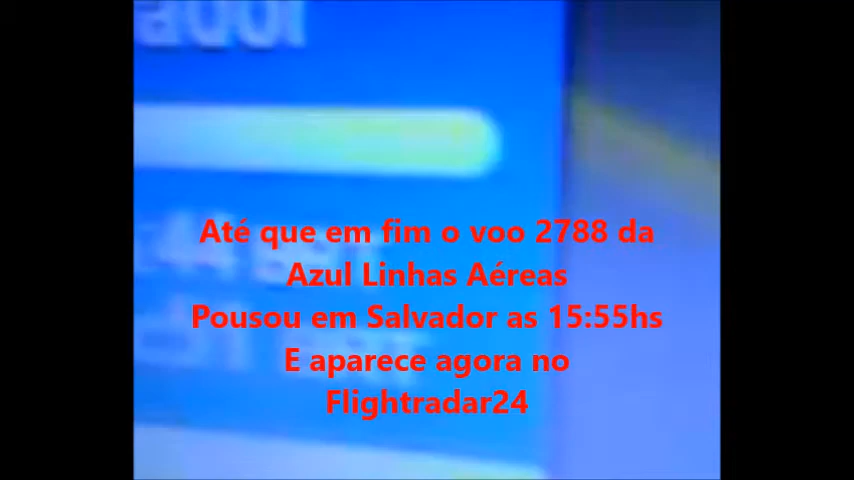 Até que em fim o voo 2788 da
Azul Linhas Aéreas
Pousou em Salvador as 15:55hs
E aparece agora no
Flightradar24